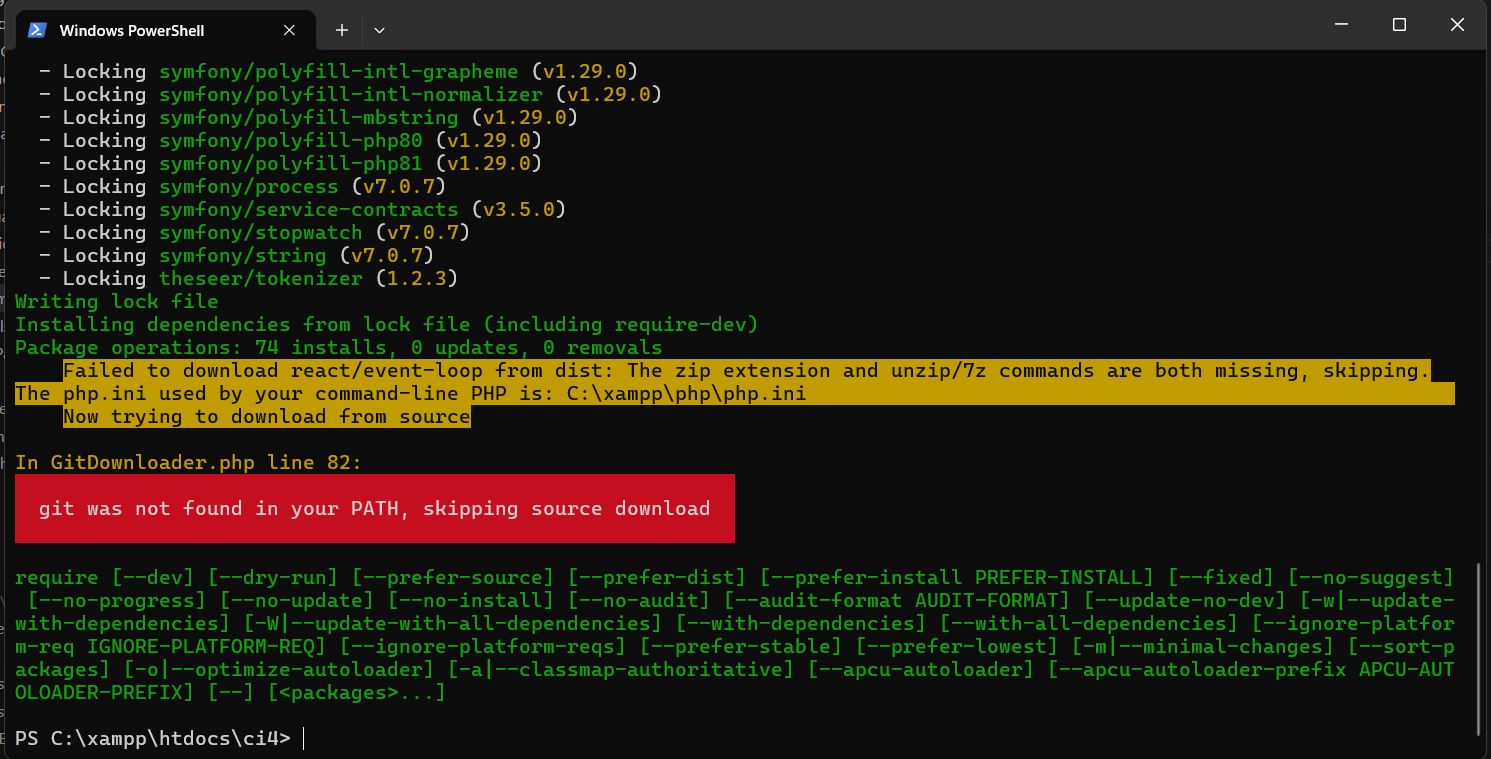 Windows PowerShell
- Locking symfony/polyfill-intl-grapheme (v1.29.0)
- Locking symfony/polyfill-intl-normalizer (v1.29.0)
- Locking symfony/polyfill-mbstring (v1.29.0)
- Locking symfony/polyfill-php80 (v1.29.0)
- Locking symfony/polyfill-php81 (v1.29.0)
- Locking symfony/process (v7.0.7)
- Locking symfony/service-contracts (v3.5.0)
- Locking symfony/stopwatch (v7.0.7)
- Locking symfony/string (v7.0.7)
- Locking theseer/tokenizer (1.2.3)
Writing lock file
Installing dependencies from lock file (including require-dev)
Package operations: 74 installs, 0 updates, 0 removals
Failed to download react/event-loop from dist: The zip extension and unzip/7z commands are both missing, skipping.
The php.ini used by your command-line PHP is: C:\xampp\php\php.ini
Now trying to download from source
In GitDownloader.php line 82:
git was not found in your PATH, skipping source download
require [--dev] [--dry-run] [--prefer-source] [--prefer-dist] [--prefer-install PREFER-INSTALL] [--fixed] [--no-suggest]
[--no-progress] [--no-update] [--no-install] [--no-audit] [--audit-format AUDIT-FORMAT] [--update-no-dev] [-w|--update-
with-dependencies] [-W|--update-with-all-dependencies] [--with-dependencies] [--with-all-dependencies] [--ignore-platfor
m-req IGNORE-PLATFORM-REQ] [--ignore-platform-reqs] [--prefer-stable] [--prefer-lowest] [-m|--minimal-changes] [--sort-p
ackages] [-o|--optimize-autoloader] [-a|--classmap-authoritative] [--apcu-autoloader] [--apcu-autoloader-prefix APCU-AUT
OLOADER-PREFIX] [--] [<packages>...]
PS C:\xampp\htdocs\ci4>